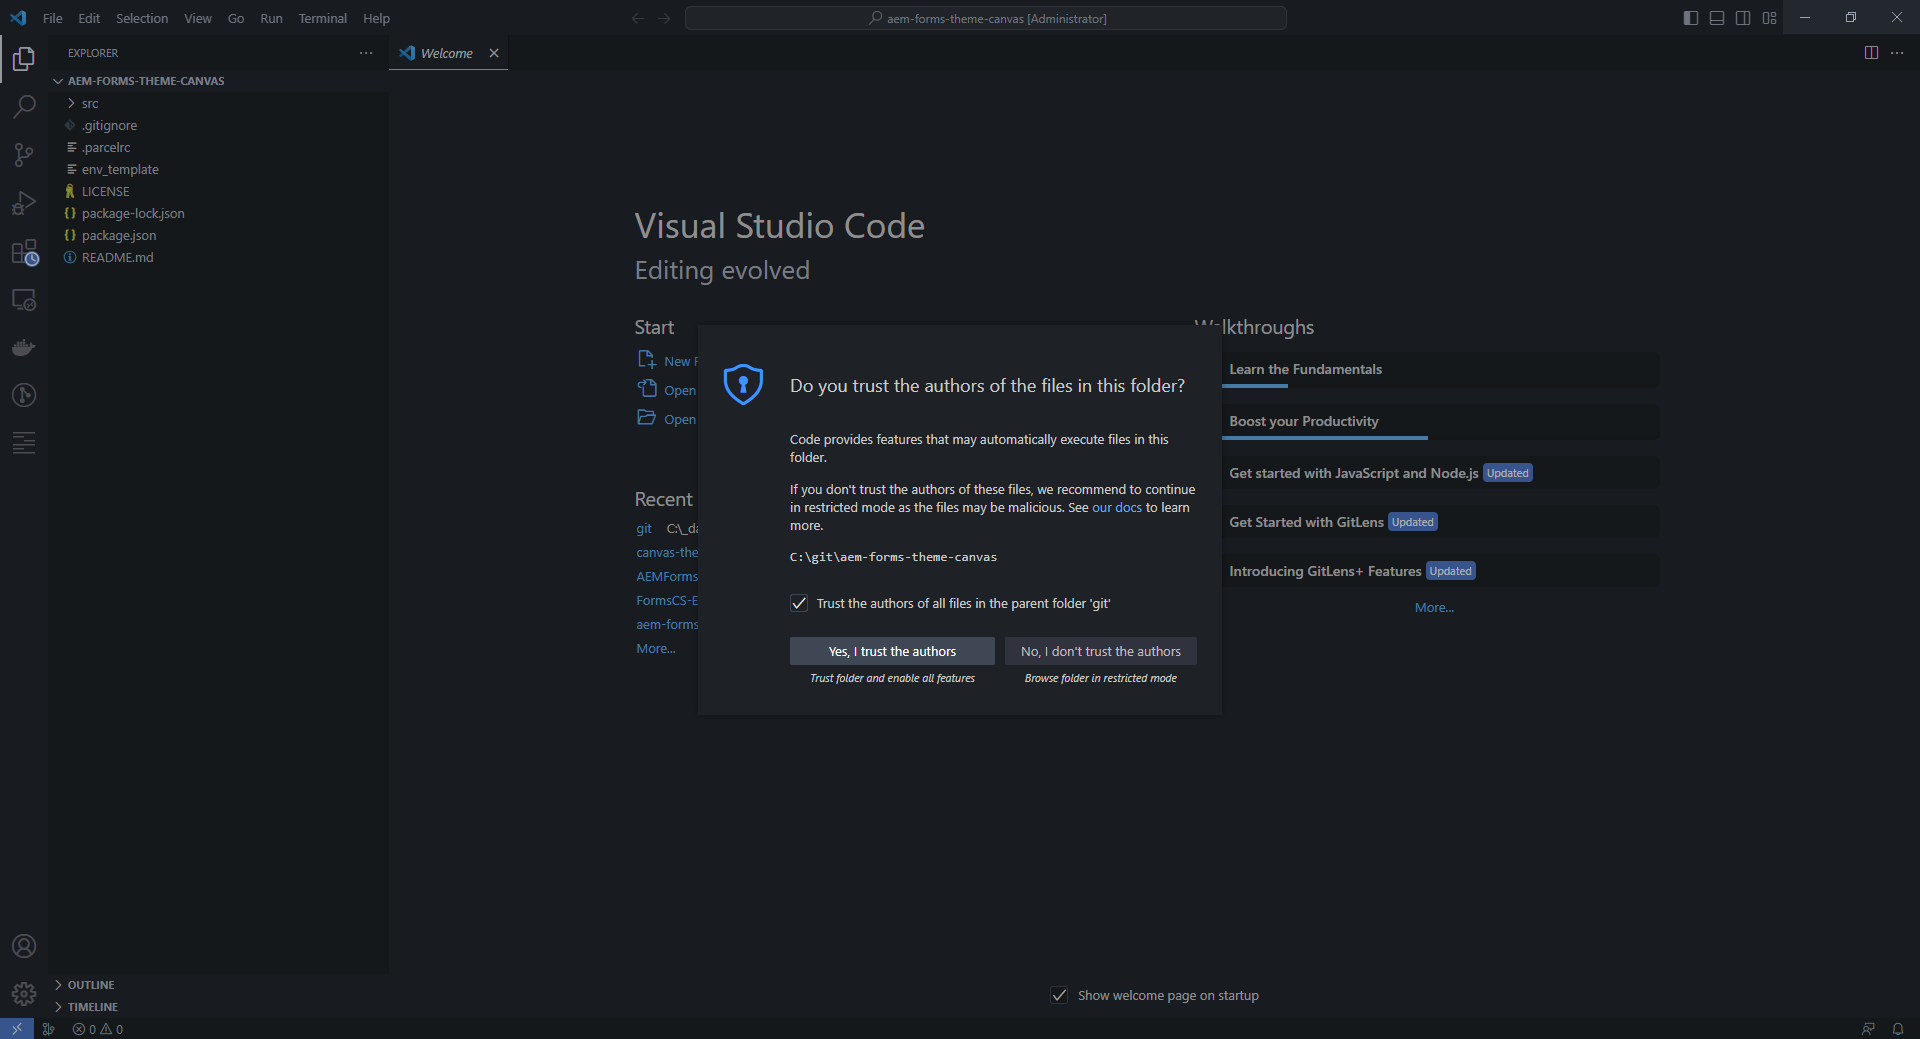 File Edit Selection View Go Run Terminal Help
aem-forms-theme-canvas [Administrator]
EXPLORER
Welcome
AEM-FORMS-THEME-CANVAS
src
.gitignore
.parcelrc
env_template
LICENSE
package-lock.json
package.json
README.md
OUTLINE
TIMELINE
Visual Studio Code
Editing evolved
Start
New F
Open
Open
Recent
git C:\_da
canvas-the
AEMForms
FormsCS-E
aem-forms
More...
Do you trust the authors of the files in this folder?
Code provides features that may automatically execute files in this
folder.
If you don't trust the authors of these files, we recommend to continue
in restricted mode as the files may be malicious. See our docs to learn
more.
C:\git\aem-forms-theme-canvas
Trust the authors of all files in the parent folder 'git'
Yes, I trust the authors
No, I don't trust the authors
Trust folder and enable all features
Browse folder in restricted mode
Walkthroughs
Learn the Fundamentals
Boost your Productivity
Get started with JavaScript and Node.js Updated
Get Started with GitLens Updated
Introducing GitLens+ Features Updated
More...
Show welcome page on startup
0 0